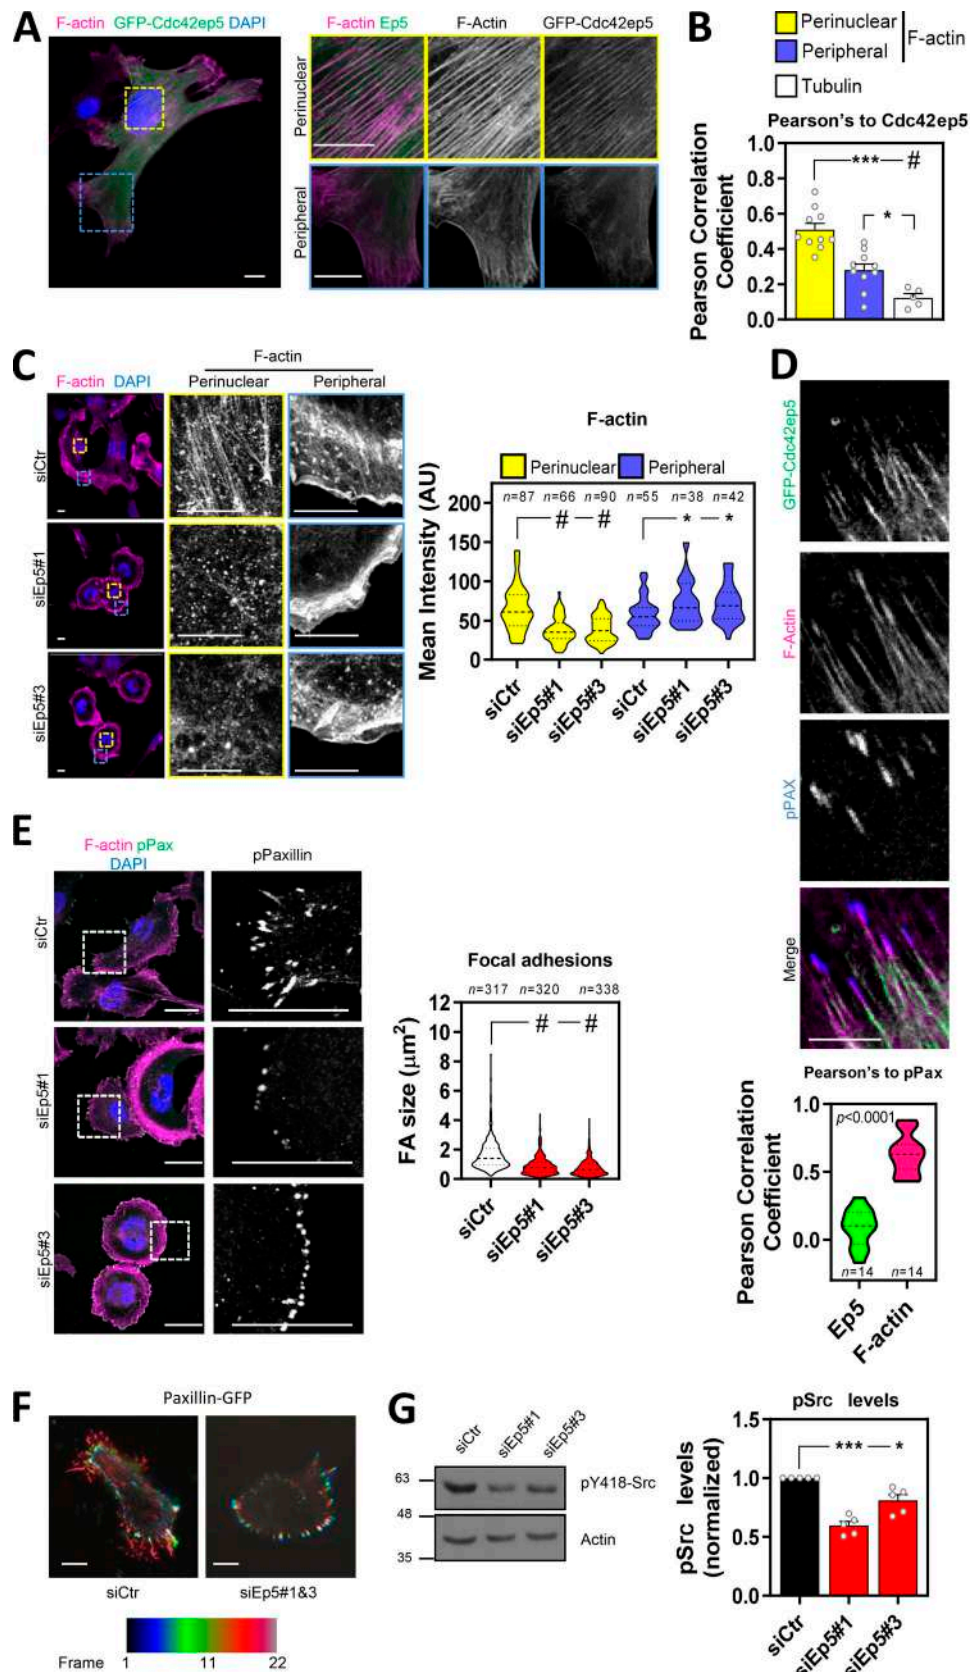 A
F-actin GFP-Cdc42ep5 DAPI
F-actin Ep5
F-Actin
GFP-Cdc42ep5
Perinuclear
Peripheral
B
Perinuclear
Peripheral
F-actin
Tubulin
Pearson's to Cdc42ep5
Pearson Correlation
Coefficient
1.0
0.8
0.6
0.4
0.2
0.0
*** #
*
C
F-actin DAPI
F-actin
Perinuclear
Peripheral
siCtr
siEp5#1
siEp5#3
F-actin
Perinuclear
Peripheral
Mean Intensity (AU)
200
150
100
50
0
n=87 n=66 n=90 n=55 n=38 n=42
# # * *
siCtr
siEp5#1
siEp5#3
siCtr
siEp5#1
siEp5#3
D
GFP-Cdc42ep5
F-Actin
pPAX
Merge
Pearson's to pPax
Pearson Correlation
Coefficient
1.0
0.5
0.0
p<0.0001
n=14
n=14
Ep5
F-actin
E
F-actin pPax
DAPI
pPaxillin
siCtr
siEp5#1
siEp5#3
Focal adhesions
n=317 n=320 n=338
FA size (μm²)
12
10
8
6
4
2
0
# #
siCtr
siEp5#1
siEp5#3
F
Paxillin-GFP
siCtr
siEp5#1&3
Frame 1 11 22
G
siCtr
siEp5#1
siEp5#3
63
48
35
pY418-Src
Actin
pSrc levels
pSrc levels
(normalized)
1.5
1.0
0.5
0.0
*** *
siCtr
siEp5#1
siEp5#3